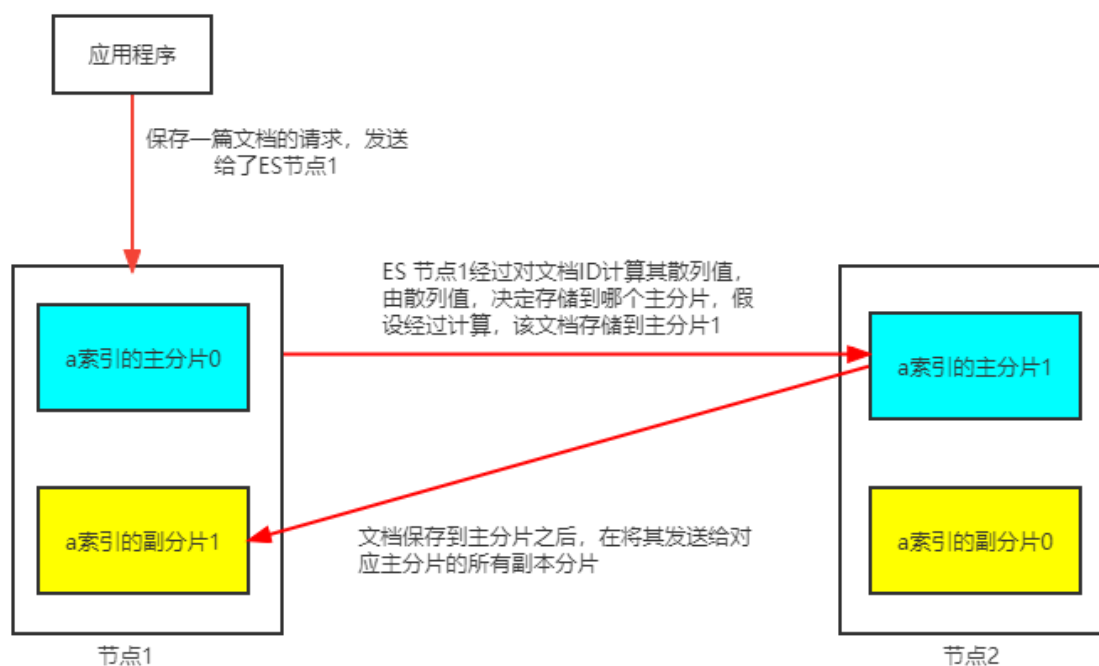 应用程序
保存一篇文档的请求，发送
给了ES节点1
ES 节点1经过对文档ID计算其散列值，
由散列值，决定存储到哪个主分片，假
设经过计算，该文档存储到主分片1
a索引的主分片0
a索引的主分片1
a索引的副分片1
文档保存到主分片之后，在将其发送给对
应主分片的所有副本分片
a索引的副分片0
节点1
节点2